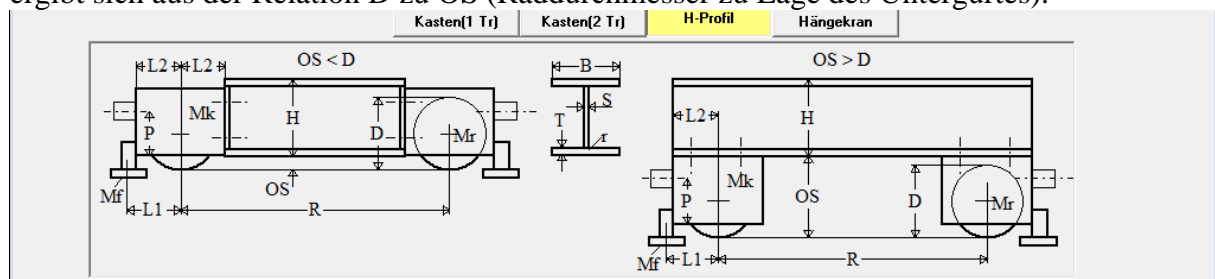 ergibt sich aus der Relation D zu OS (Raddurchmesser zu Lage des Untergurtes).
Kasten(1 Tr) Kasten(2 Tr) H-Profil Hängekran
OS < D
OS > D
L2 L2
B
H
Mk
P
D
Mr
S
T
r
OS
Mf
L1
R
L2
H
Mk
P
OS
D
Mr
Mf
L1
R